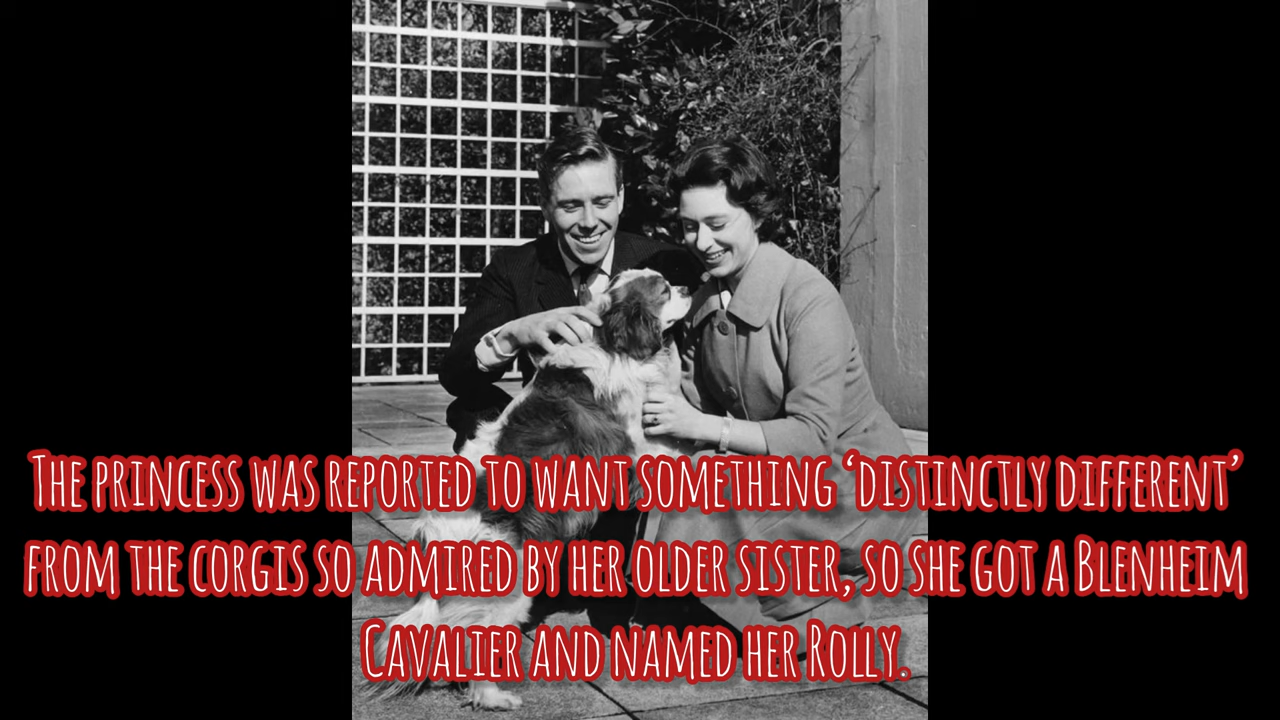 The princess was reported to want something ‘distinctly different’
from the corgis so admired by her older sister, so she got a Blenheim
Cavalier and named her Rolly.